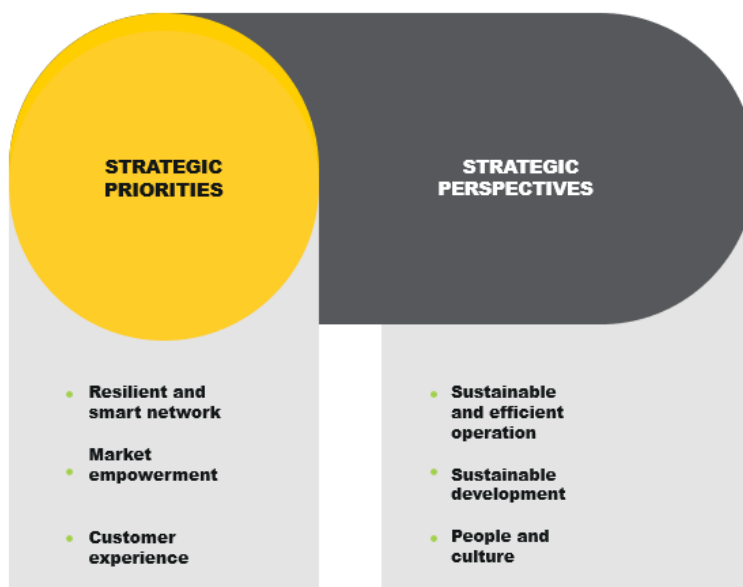 STRATEGIC
PRIORITIES
STRATEGIC
PERSPECTIVES
Resilient and
smart network
Market
empowerment
Customer
experience
Sustainable
and efficient
operation
Sustainable
development
People and
culture